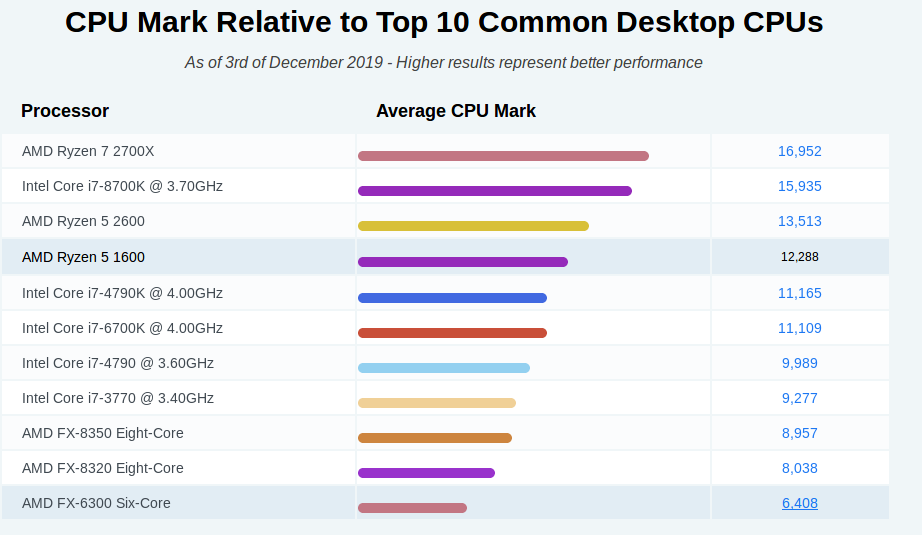 CPU Mark Relative to Top 10 Common Desktop CPUs
As of 3rd of December 2019 - Higher results represent better performance
Processor Average CPU Mark
AMD Ryzen 7 2700X 16,952
Intel Core i7-8700K @ 3.70GHz 15,935
AMD Ryzen 5 2600 13,513
AMD Ryzen 5 1600 12,288
Intel Core i7-4790K @ 4.00GHz 11,165
Intel Core i7-6700K @ 4.00GHz 11,109
Intel Core i7-4790 @ 3.60GHz 9,989
Intel Core i7-3770 @ 3.40GHz 9,277
AMD FX-8350 Eight-Core 8,957
AMD FX-8320 Eight-Core 8,038
AMD FX-6300 Six-Core 6,408